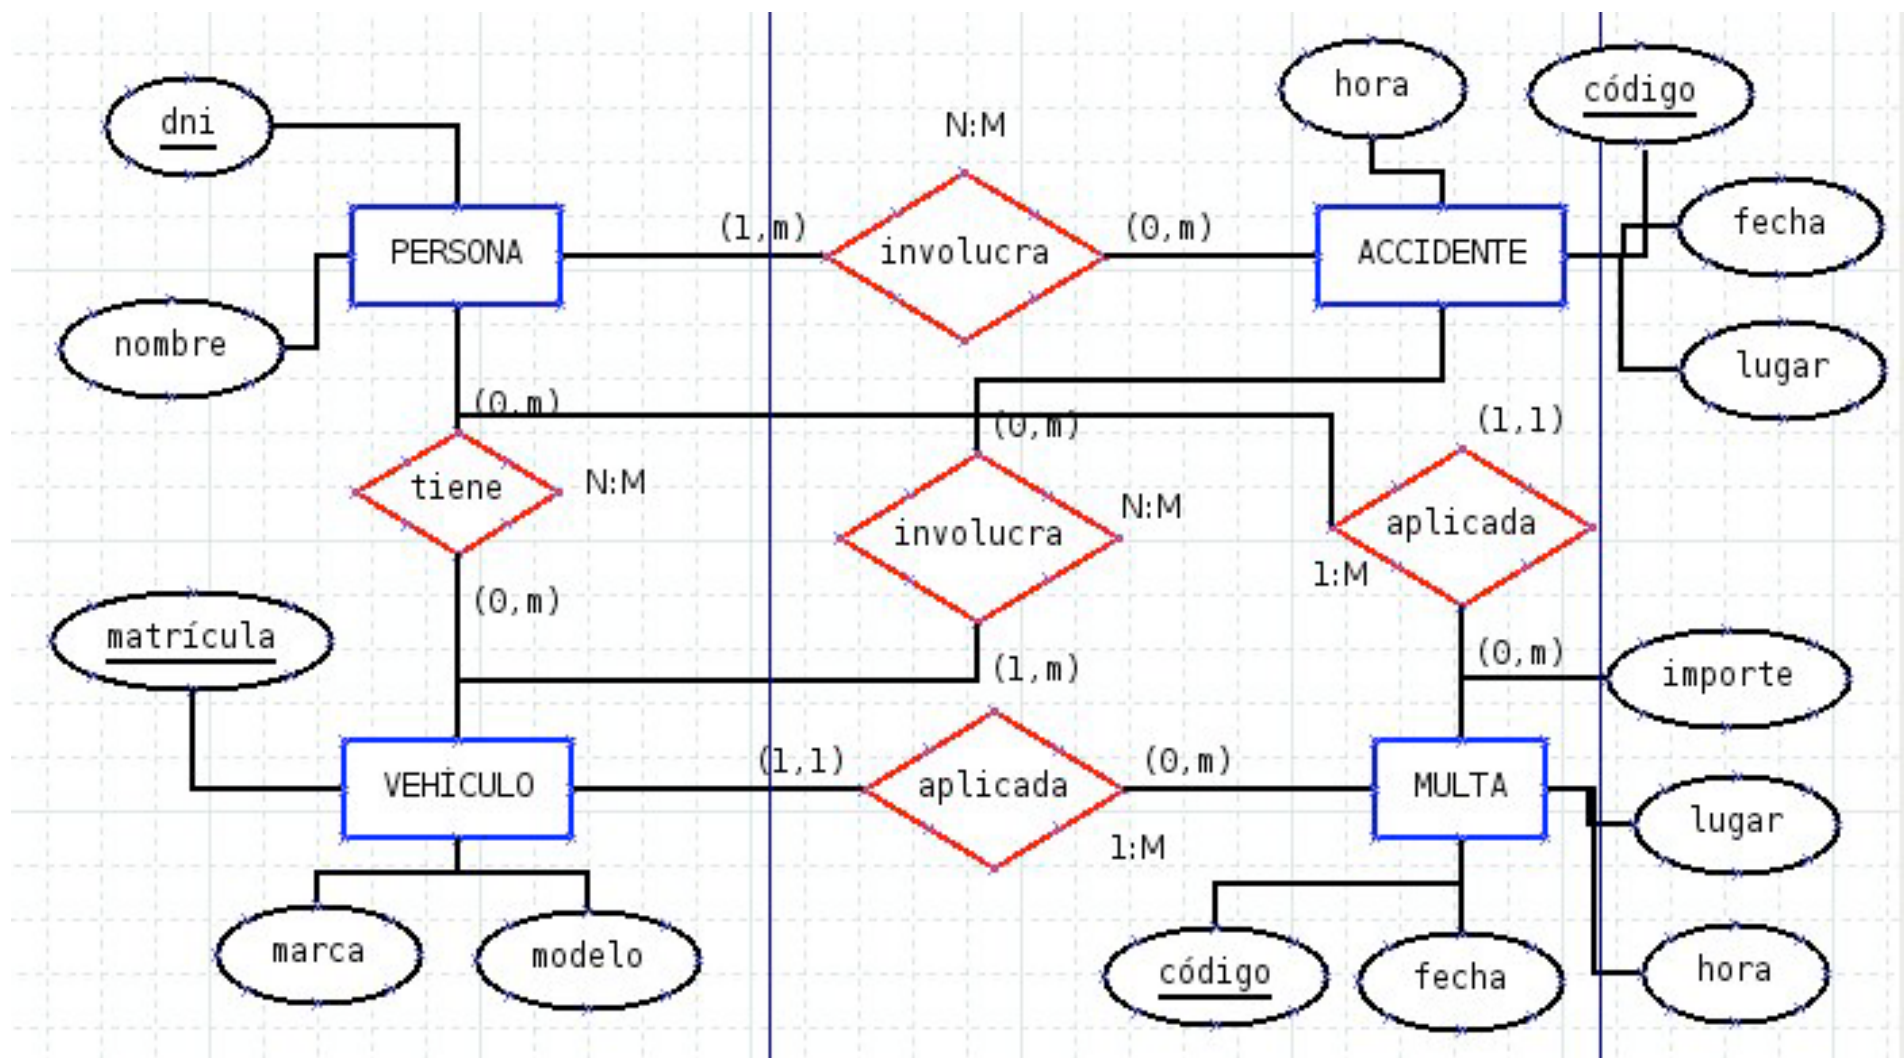 hora
código
dni
N:M
fecha
(1,m)
(0,m)
PERSONA
involucra
ACCIDENTE
nombre
lugar
(0,m)
(0,m)
(1,1)
tiene
N:M
involucra
N:M
aplicada
1:M
(0,m)
matrícula
(1,m)
(0,m)
importe
VEHÍCULO
(1,1)
aplicada
(0,m)
MULTA
lugar
1:M
marca
modelo
código
fecha
hora